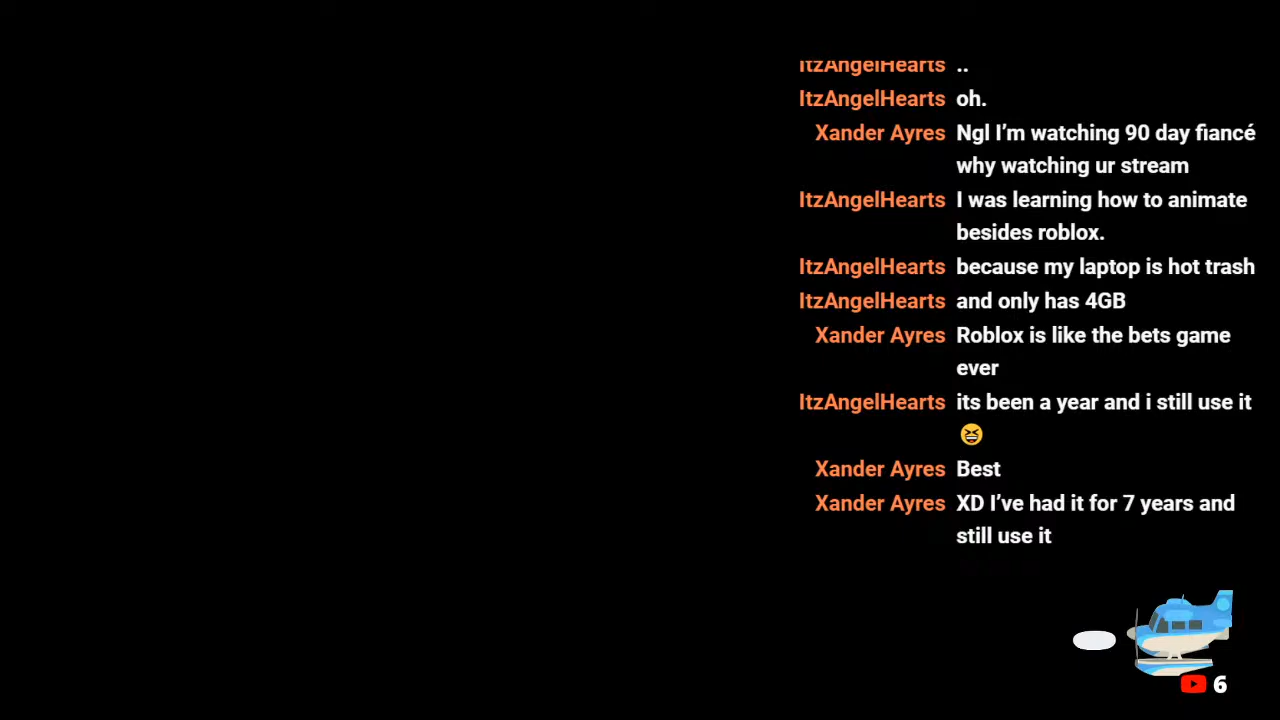 ItzAngelHearts ..
ItzAngelHearts oh.
Xander Ayres Ngl I’m watching 90 day fiancé
why watching ur stream
ItzAngelHearts I was learning how to animate
besides roblox.
ItzAngelHearts because my laptop is hot trash
ItzAngelHearts and only has 4GB
Xander Ayres Roblox is like the bets game
ever
ItzAngelHearts its been a year and i still use it
😆
Xander Ayres Best
Xander Ayres XD I’ve had it for 7 years and
still use it
6